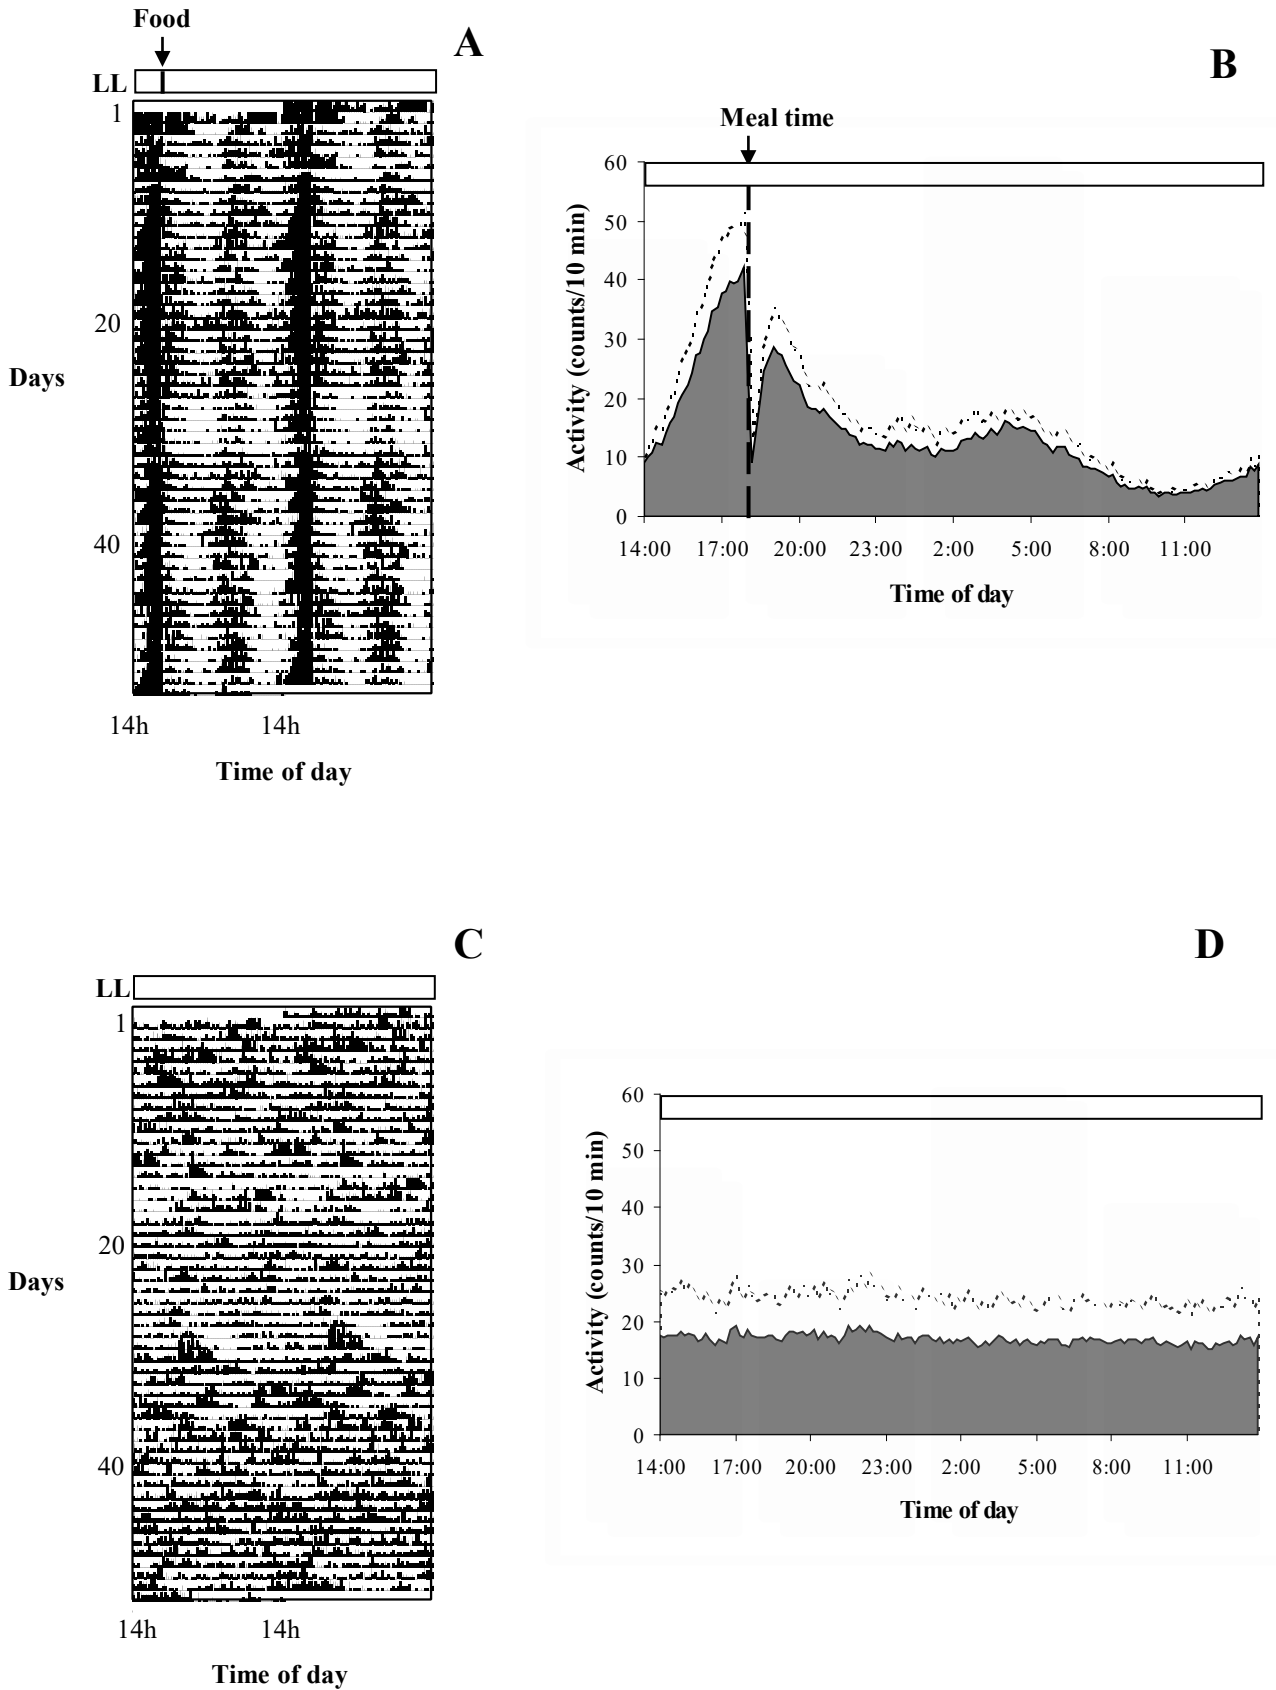 Food
A
LL
1
20
Days
40
14h 14h
Time of day
B
Meal time
60
50
40
30
20
10
0
Activity (counts/10 min)
14:00 17:00 20:00 23:00 2:00 5:00 8:00 11:00
Time of day
C
LL
1
20
Days
40
14h 14h
Time of day
D
60
50
40
30
20
10
0
Activity (counts/10 min)
14:00 17:00 20:00 23:00 2:00 5:00 8:00 11:00
Time of day